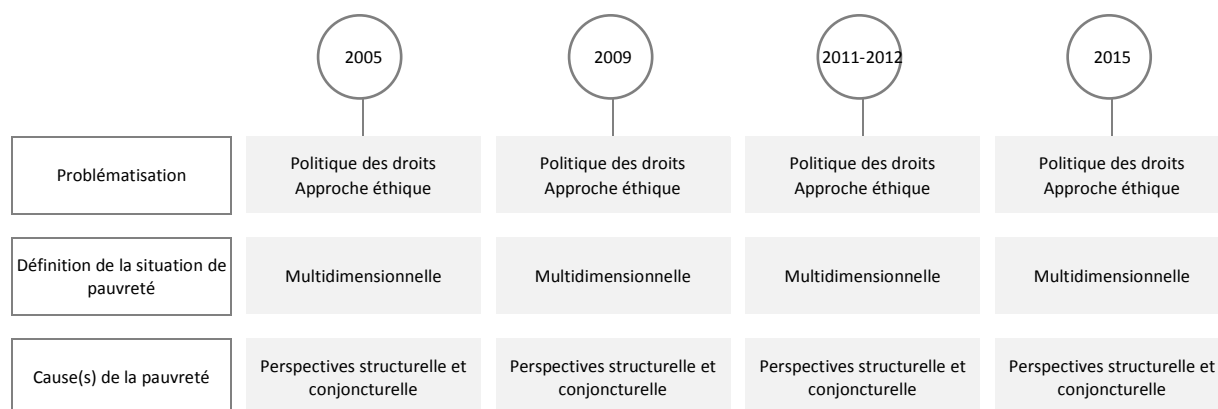 2005
2009
2011-2012
2015
Problématisation
Politique des droits
Approche éthique
Politique des droits
Approche éthique
Politique des droits
Approche éthique
Politique des droits
Approche éthique
Définition de la situation de
pauvreté
Multidimensionnelle
Multidimensionnelle
Multidimensionnelle
Multidimensionnelle
Cause(s) de la pauvreté
Perspectives structurelle et
conjoncturelle
Perspectives structurelle et
conjoncturelle
Perspectives structurelle et
conjoncturelle
Perspectives structurelle et
conjoncturelle